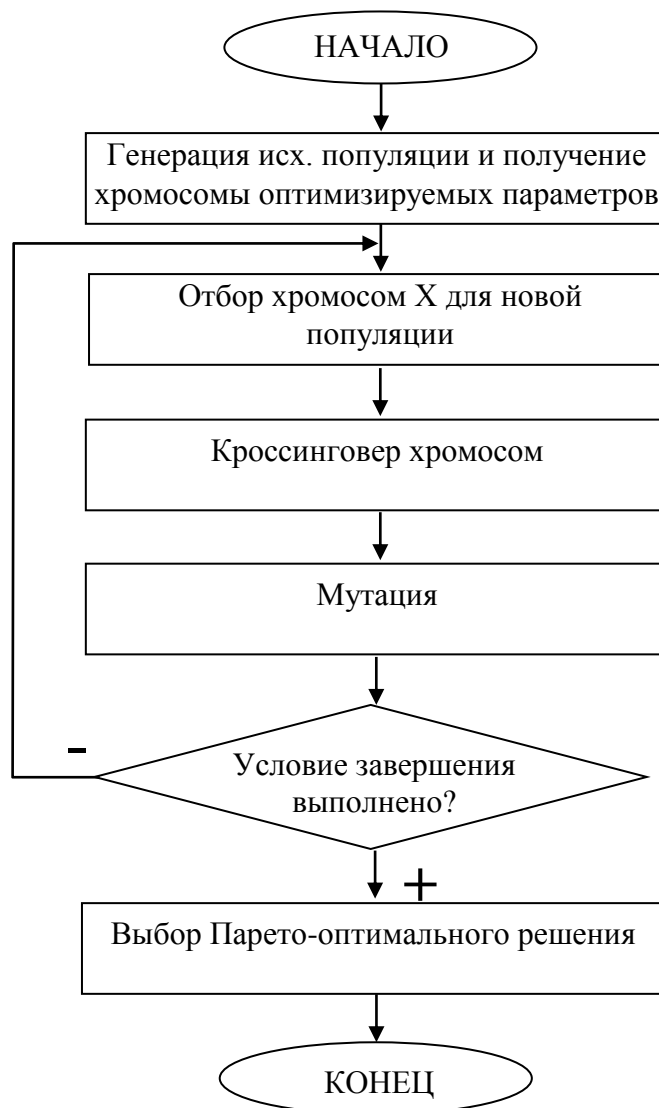 НАЧАЛО
Генерация исх. популяции и получение
хромосомы оптимизируемых параметров
Отбор хромосом X для новой
популяции
Кроссинговер хромосом
Мутация
-
Условие завершения
выполнено?
+
Выбор Парето-оптимального решения
КОНЕЦ